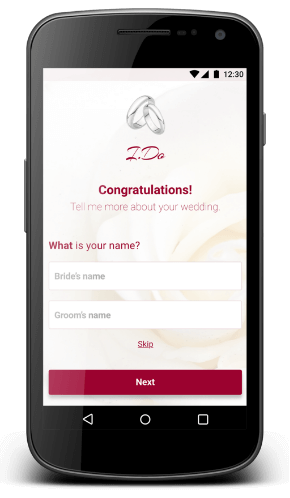 12:30
I.Do
Congratulations!
Tell me more about your wedding.
What is your name?
Bride's name
Groom's name
Skip
Next